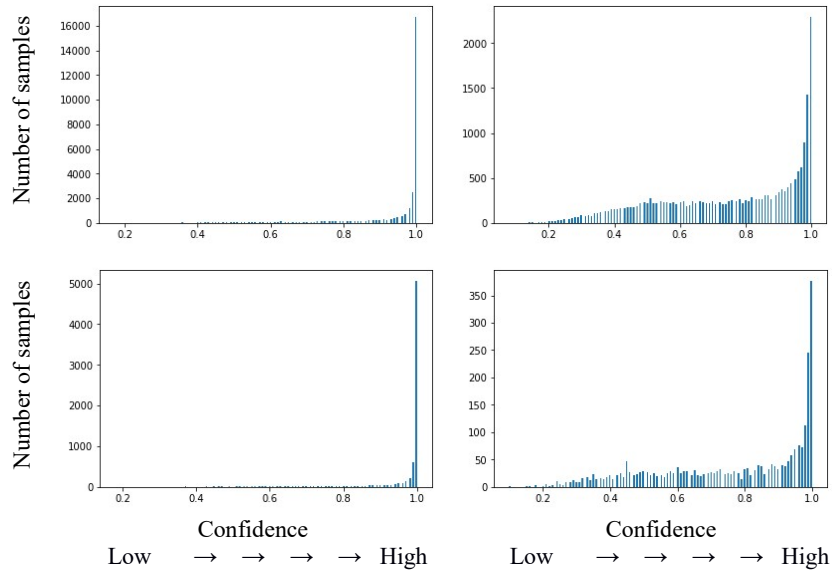 Number of samples
16000
14000
12000
10000
8000
6000
4000
2000
0
0.2 0.4 0.6 0.8 1.0
2000
1500
1000
500
0
0.2 0.4 0.6 0.8 1.0
Number of samples
5000
4000
3000
2000
1000
0
0.2 0.4 0.6 0.8 1.0
350
300
250
200
150
100
50
0
0.2 0.4 0.6 0.8 1.0
Confidence
Low → → → → High
Confidence
Low → → → → High